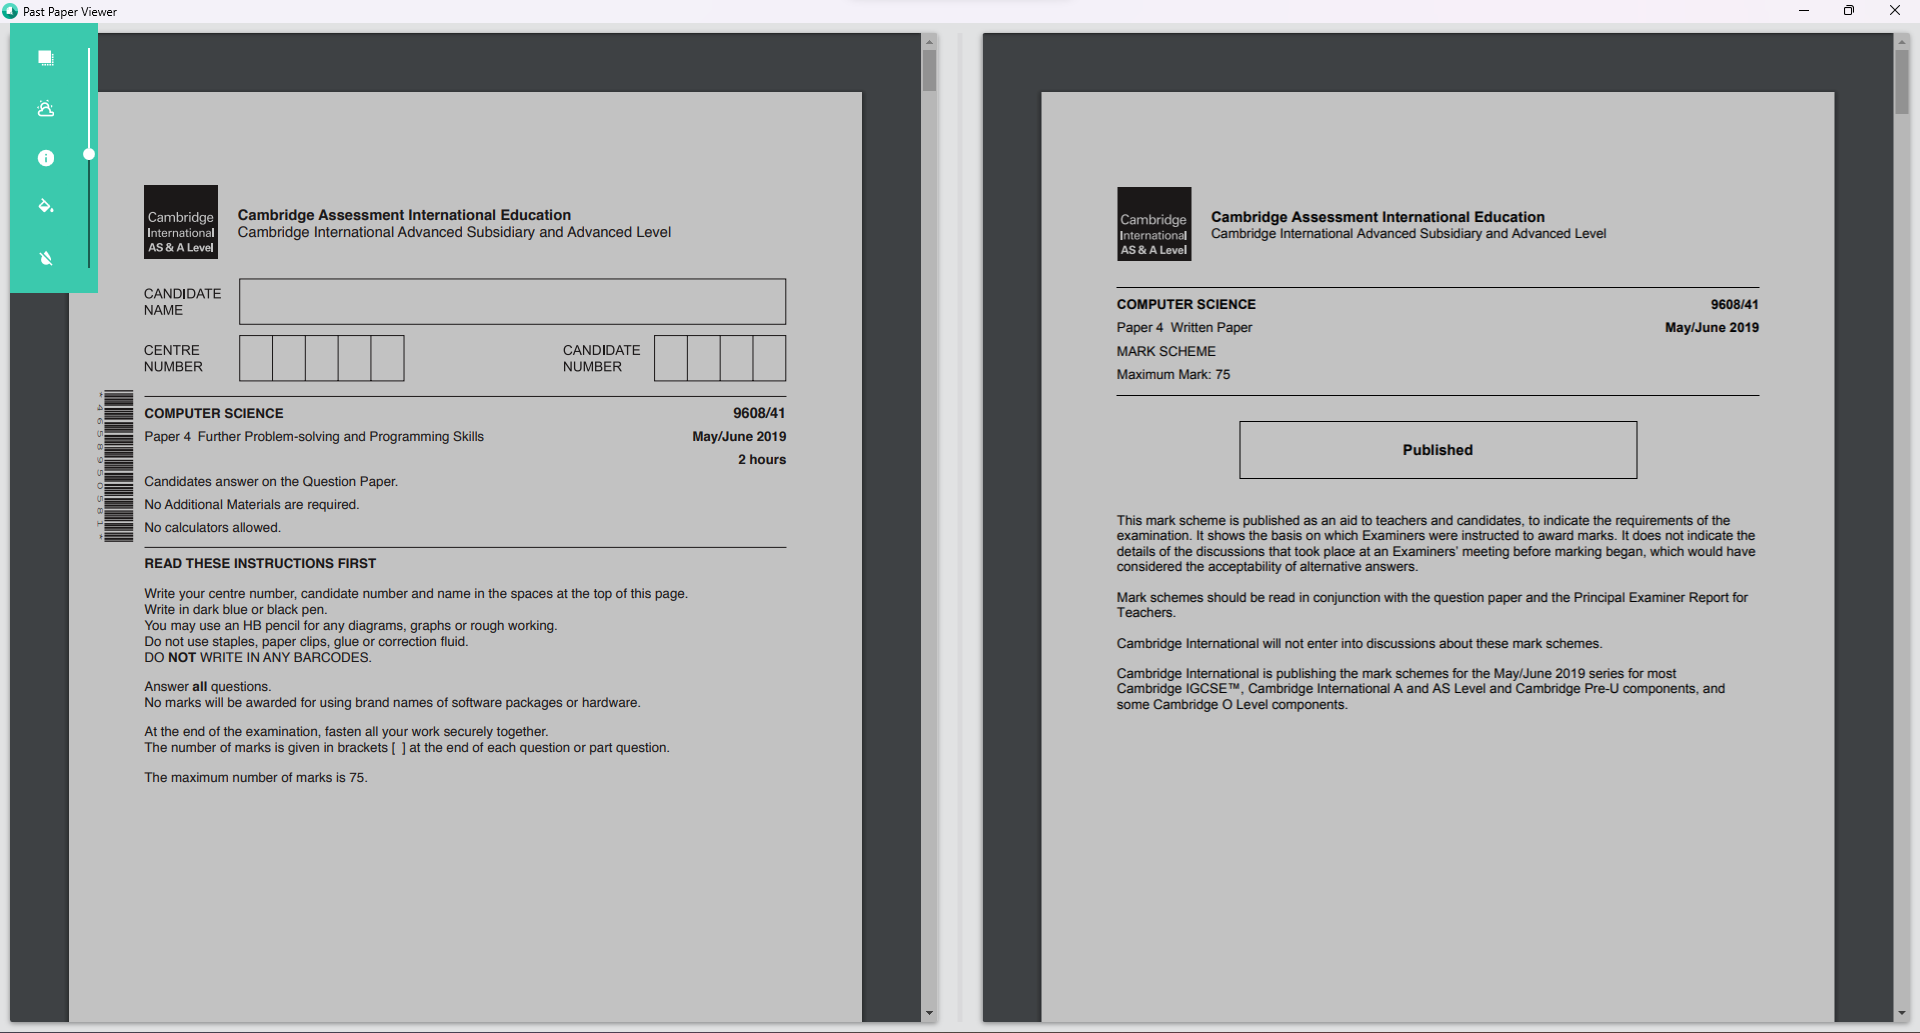 Past Paper Viewer
Cambridge
International
AS & A Level
Cambridge Assessment International Education
Cambridge International Advanced Subsidiary and Advanced Level
CANDIDATE
NAME
CENTRE
NUMBER
CANDIDATE
NUMBER
COMPUTER SCIENCE 9608/41
Paper 4 Further Problem-solving and Programming Skills May/June 2019
2 hours
Candidates answer on the Question Paper.
No Additional Materials are required.
No calculators allowed.
READ THESE INSTRUCTIONS FIRST
Write your centre number, candidate number and name in the spaces at the top of this page.
Write in dark blue or black pen.
You may use an HB pencil for any diagrams, graphs or rough working.
Do not use staples, paper clips, glue or correction fluid.
DO NOT WRITE IN ANY BARCODES.
Answer all questions.
No marks will be awarded for using brand names of software packages or hardware.
At the end of the examination, fasten all your work securely together.
The number of marks is given in brackets [ ] at the end of each question or part question.
The maximum number of marks is 75.
Cambridge
International
AS & A Level
Cambridge Assessment International Education
Cambridge International Advanced Subsidiary and Advanced Level
COMPUTER SCIENCE 9608/41
Paper 4 Written Paper May/June 2019
MARK SCHEME
Maximum Mark: 75
Published
This mark scheme is published as an aid to teachers and candidates, to indicate the requirements of the
examination. It shows the basis on which Examiners were instructed to award marks. It does not indicate the
details of the discussions that took place at an Examiners' meeting before marking began, which would have
considered the acceptability of alternative answers.
Mark schemes should be read in conjunction with the question paper and the Principal Examiner Report for
Teachers.
Cambridge International will not enter into discussions about these mark schemes.
Cambridge International is publishing the mark schemes for the May/June 2019 series for most
Cambridge IGCSE™, Cambridge International A and AS Level and Cambridge Pre-U components, and
some Cambridge O Level components.